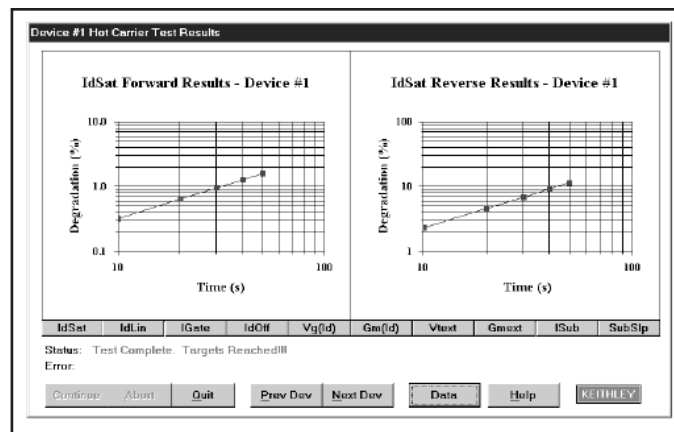 Device #1 Hot Carrier Test Results
IdSat Forward Results - Device #1
Degradation (%)
10.0
1.0
0.1
10
100
Time (s)
IdSat Reverse Results - Device #1
Degradation (%)
100
10
1
10
100
Time (s)
IdSat IdLin IGate IdOff Vg(Id) Gm(Id) Vtext Gmext ISub SubSlp
Status: Test Complete. Targets Reached!!!
Error:
Continue Abort Quit Prev Dev Next Dev Data Help KEITHLEY